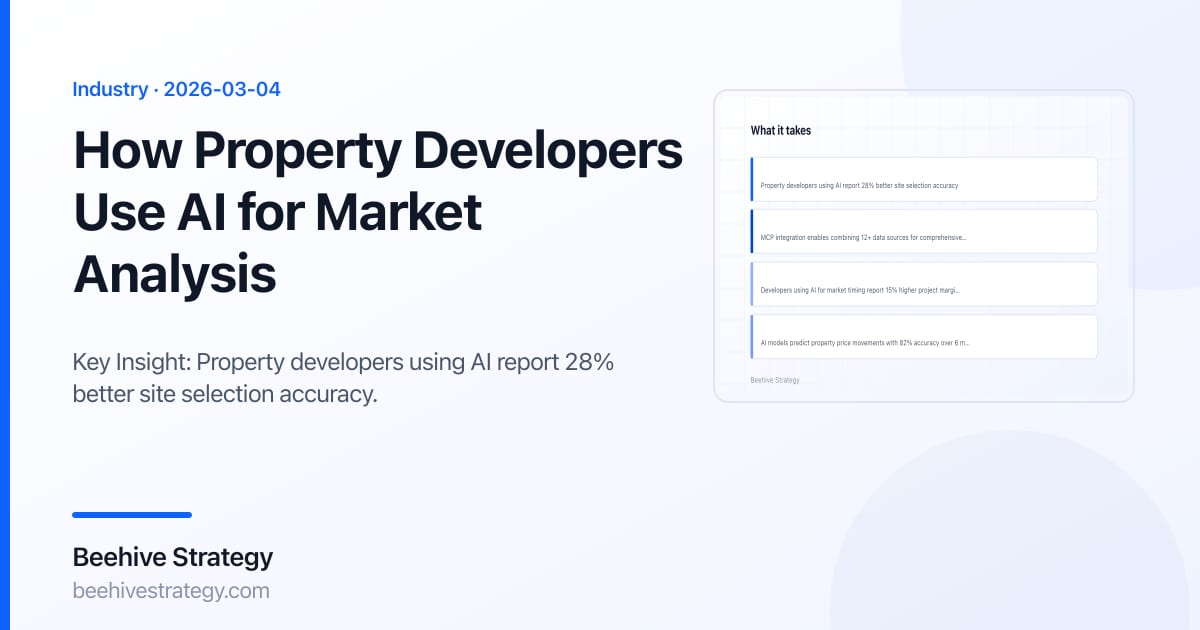 Industry · 2026-03-04
How Property Developers
Use AI for Market
Analysis
Key Insight: Property developers using AI report 28%
better site selection accuracy.
Beehive Strategy
beehivestrategy.com
What it takes
Property developers using AI report 28% better site selection accuracy
MCP integration enables combining 12+ data sources for comprehensive...
Developers using AI for market timing report 15% higher project margi...
AI models predict property price movements with 82% accuracy over 6 m...
Beehive Strategy